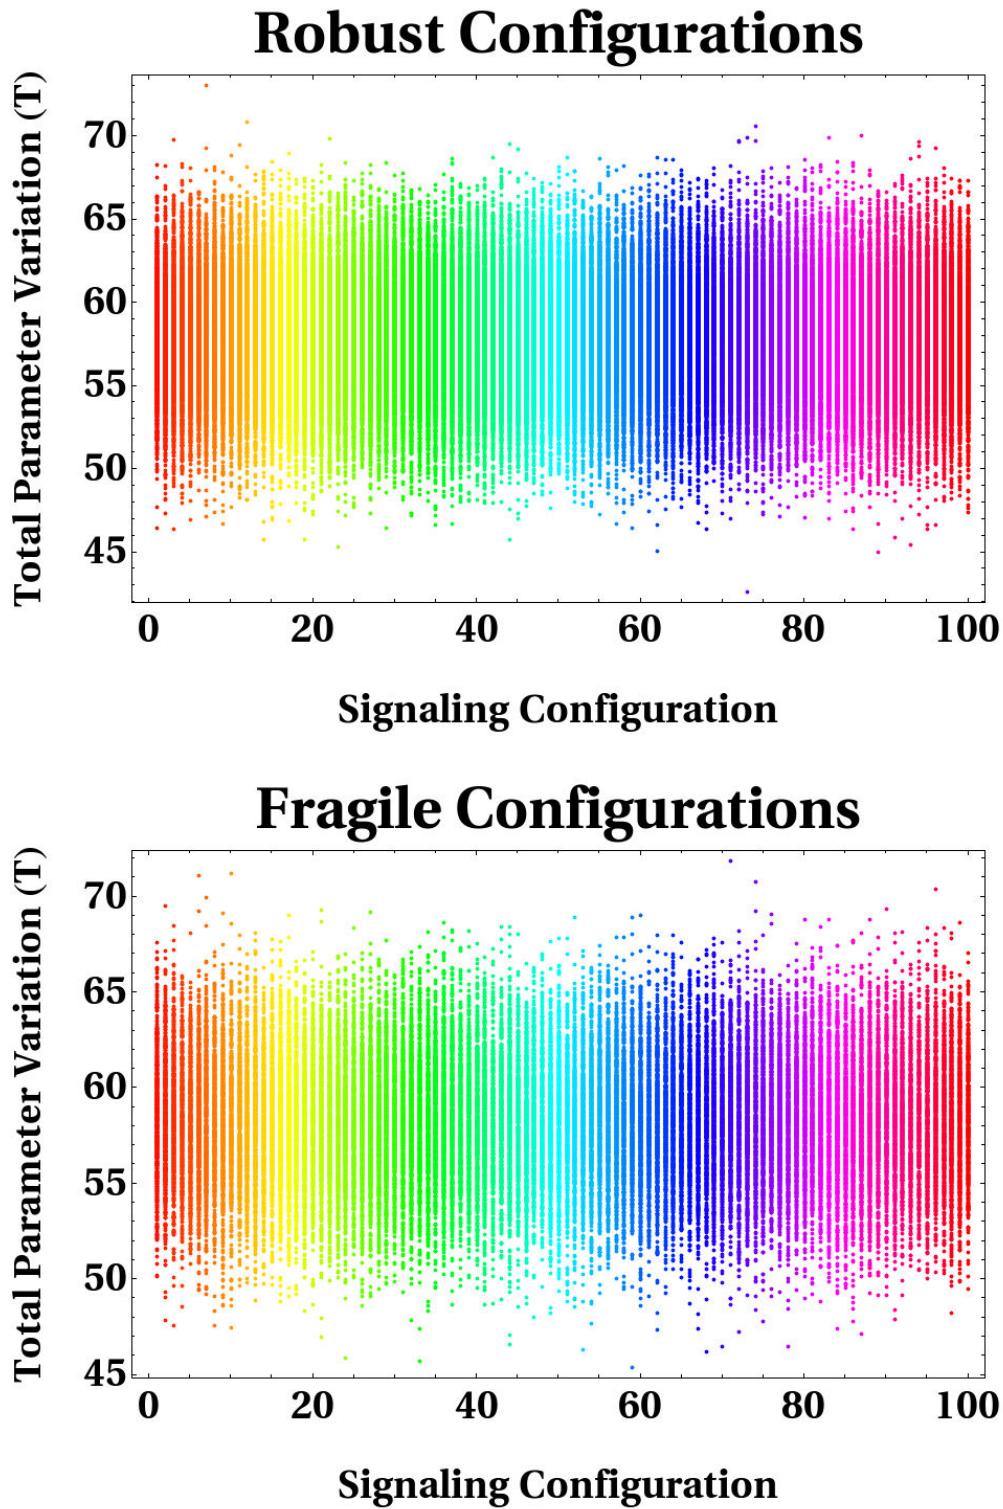 Robust Configurations
Total Parameter Variation (T)
70
65
60
55
50
45
0 20 40 60 80 100
Signaling Configuration
Fragile Configurations
Total Parameter Variation (T)
70
65
60
55
50
45
0 20 40 60 80 100
Signaling Configuration